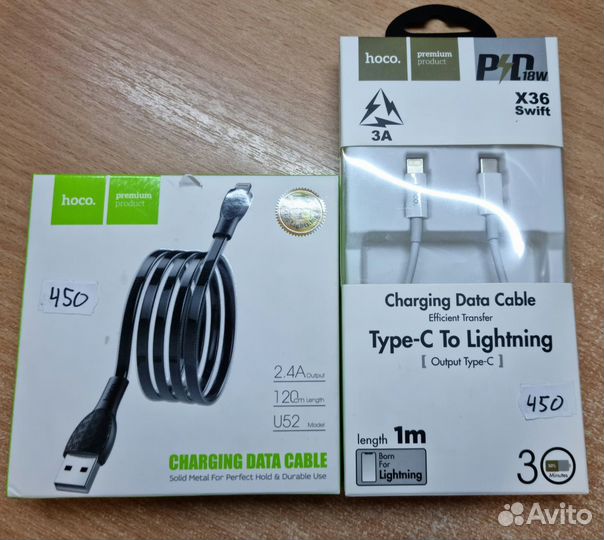 hoco.
premium
product
450
2.4A Output
120cm Length
U52 Model
CHARGING DATA CABLE
Solid Metal For Perfect Hold & Durable Use
hoco.
premium
product
PD 18W
X36
Swift
3A
Charging Data Cable
Efficient Transfer
Type-C To Lightning
[ Output Type-C ]
450
length 1m
Born
For
Lightning
30
50%
Minutes
Avito